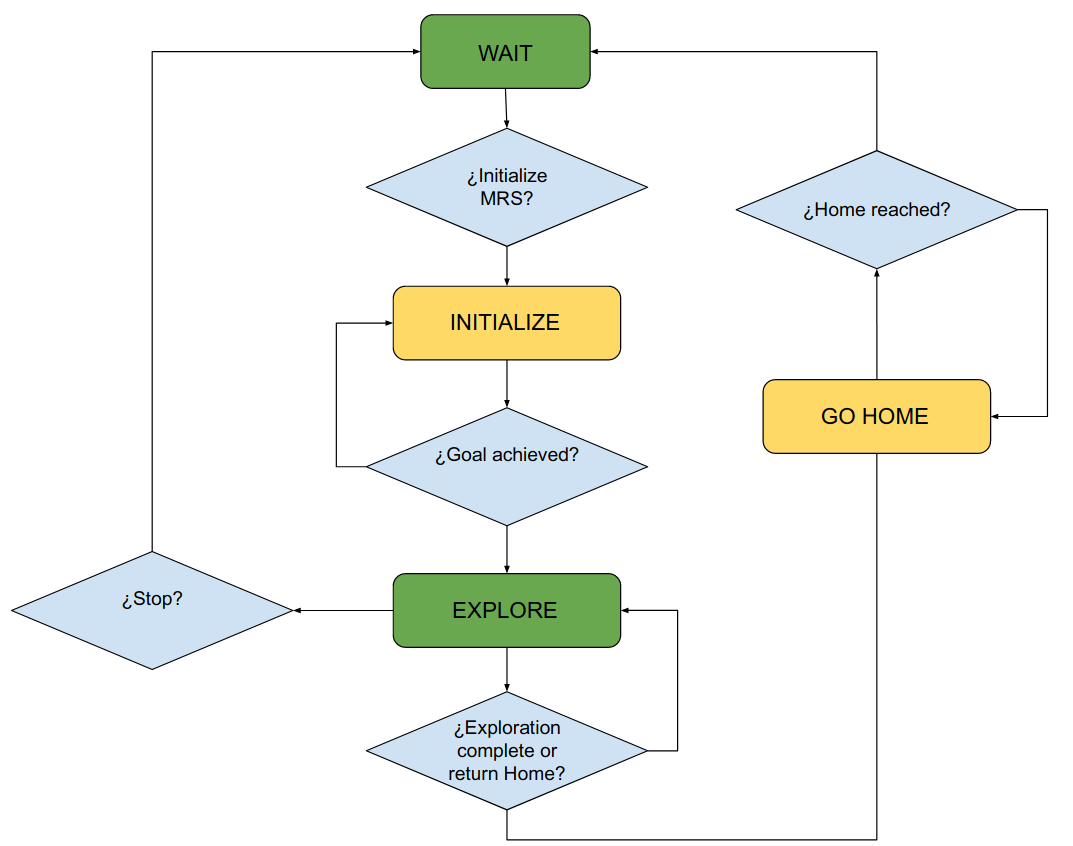 WAIT
¿Initialize
MRS?
¿Home reached?
INITIALIZE
GO HOME
¿Goal achieved?
¿Stop?
EXPLORE
¿Exploration
complete or
return Home?